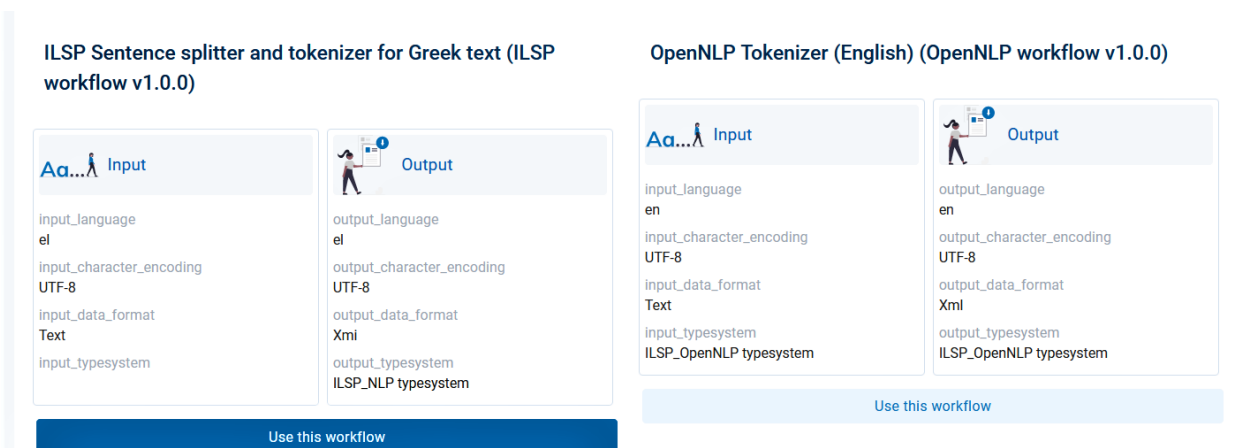 ILSP Sentence splitter and tokenizer for Greek text (ILSP
workflow v1.0.0)
Aa... Input
Output
input_language
el
input_character_encoding
UTF-8
input_data_format
Text
input_typesystem
output_language
el
output_character_encoding
UTF-8
output_data_format
Xmi
output_typesystem
ILSP_NLP typesystem
Use this workflow
OpenNLP Tokenizer (English) (OpenNLP workflow v1.0.0)
Aa... Input
Output
input_language
en
input_character_encoding
UTF-8
input_data_format
Text
input_typesystem
ILSP_OpenNLP typesystem
output_language
en
output_character_encoding
UTF-8
output_data_format
Xml
output_typesystem
ILSP_OpenNLP typesystem
Use this workflow